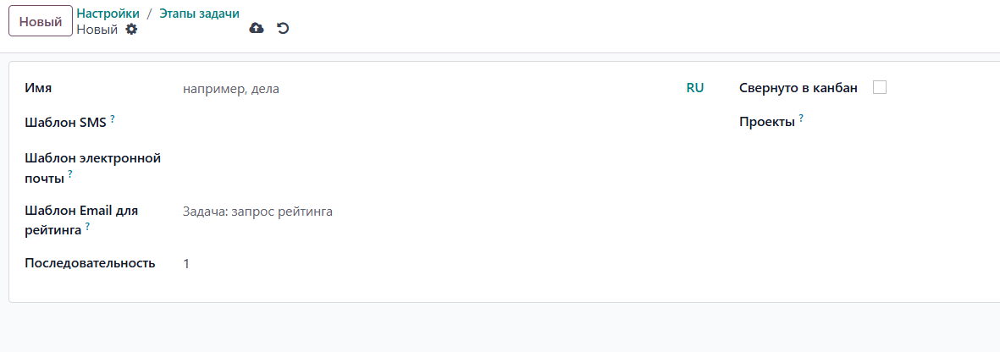 Новый
Настройки / Этапы задачи
Новый
Имя
например, дела
RU
Свернуто в канбан
Шаблон SMS ?
Проекты ?
Шаблон электронной
почты ?
Шаблон Email для
рейтинга ?
Задача: запрос рейтинга
Последовательность
1